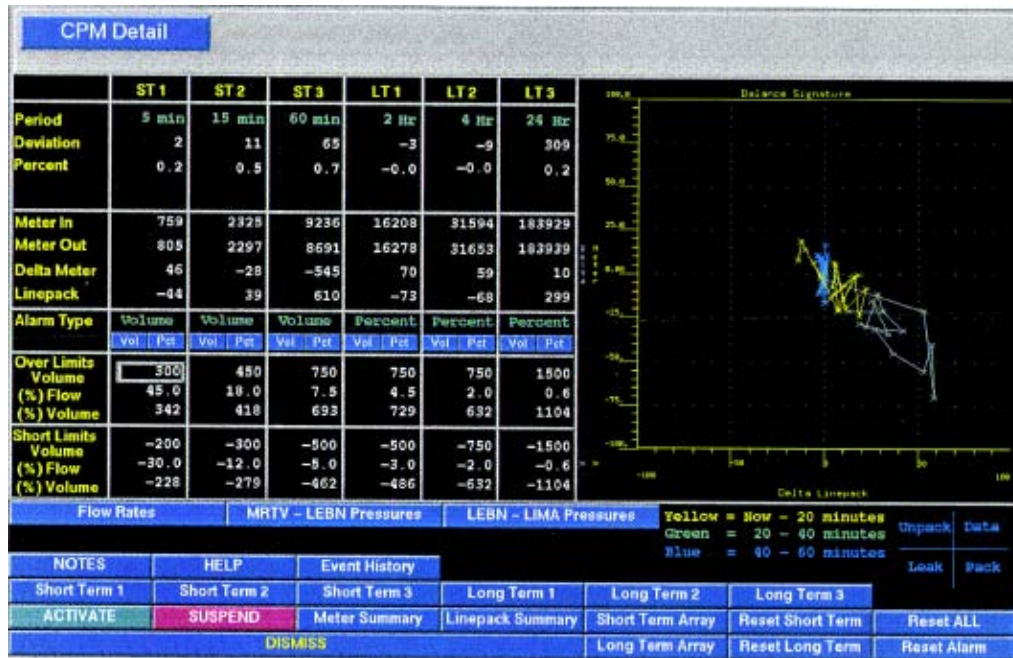 CPM Detail
ST 1 ST 2 ST 3 LT 1 LT 2 LT 3
Period 5 min 15 min 60 min 2 Hr 4 Hr 24 Hr
Deviation 2 11 65 -3 -9 309
Percent 0.2 0.5 0.7 -0.0 -0.0 0.2
Meter In 759 2325 9236 16208 31594 183929
Meter Out 805 2297 8691 16278 31653 183939
Delta Meter 46 -28 -545 70 59 10
Linepack -44 39 610 -73 -68 299
Alarm Type Volume Volume Volume Percent Percent Percent
Vol Pct Vol Pct Vol Pct Vol Pct Vol Pct Vol Pct
Over Limits
Volume 300 450 750 750 750 1500
(%) Flow 45.0 18.0 7.5 4.5 2.0 0.6
(%) Volume 342 418 693 729 632 1104
Short Limits
Volume -200 -300 -500 -500 -750 -1500
(%) Flow -30.0 -12.0 -5.0 -3.0 -2.0 -0.6
(%) Volume -228 -279 -462 -486 -632 -1104
Balance Signature
75.0
50.0
25.0
-100 0 50 100
Delta Linepack
Flow Rates MRTV - LEBN Pressures LEBN - LIMA Pressures
Yellow = Now - 20 minutes
Green = 20 - 40 minutes
Blue = 40 - 60 minutes
Unpack Data
Leak Pack
NOTES HELP Event History
Short Term 1 Short Term 2 Short Term 3 Long Term 1 Long Term 2 Long Term 3
ACTIVATE SUSPEND Meter Summary Linepack Summary Short Term Array Reset Short Term Reset ALL
DISMISS Long Term Array Reset Long Term Reset Alarm